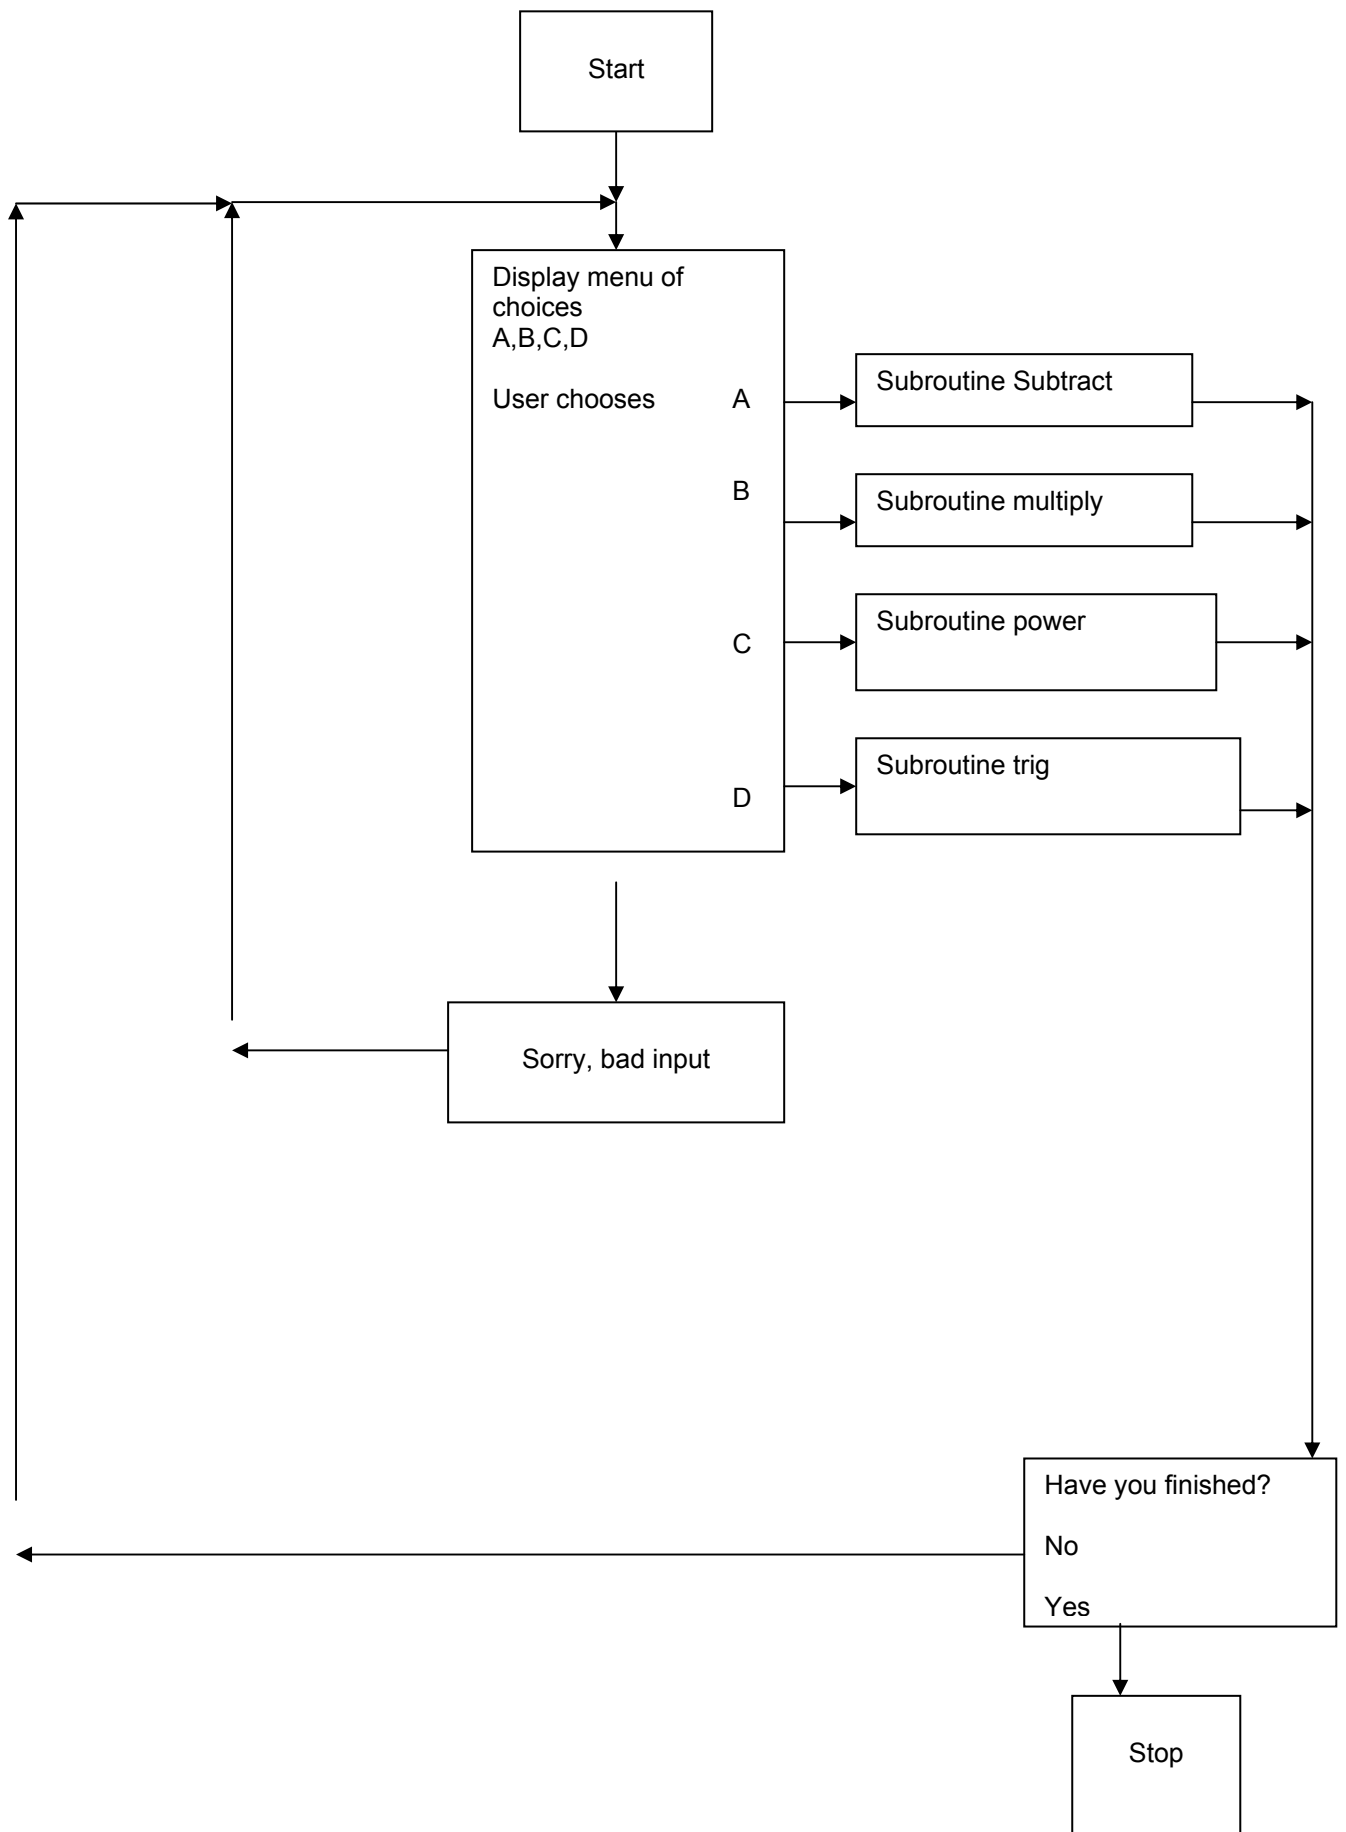 Start
Display menu of
choices
A,B,C,D
User chooses A
B
C
D
Subroutine Subtract
Subroutine multiply
Subroutine power
Subroutine trig
Sorry, bad input
Have you finished?
No
Yes
Stop